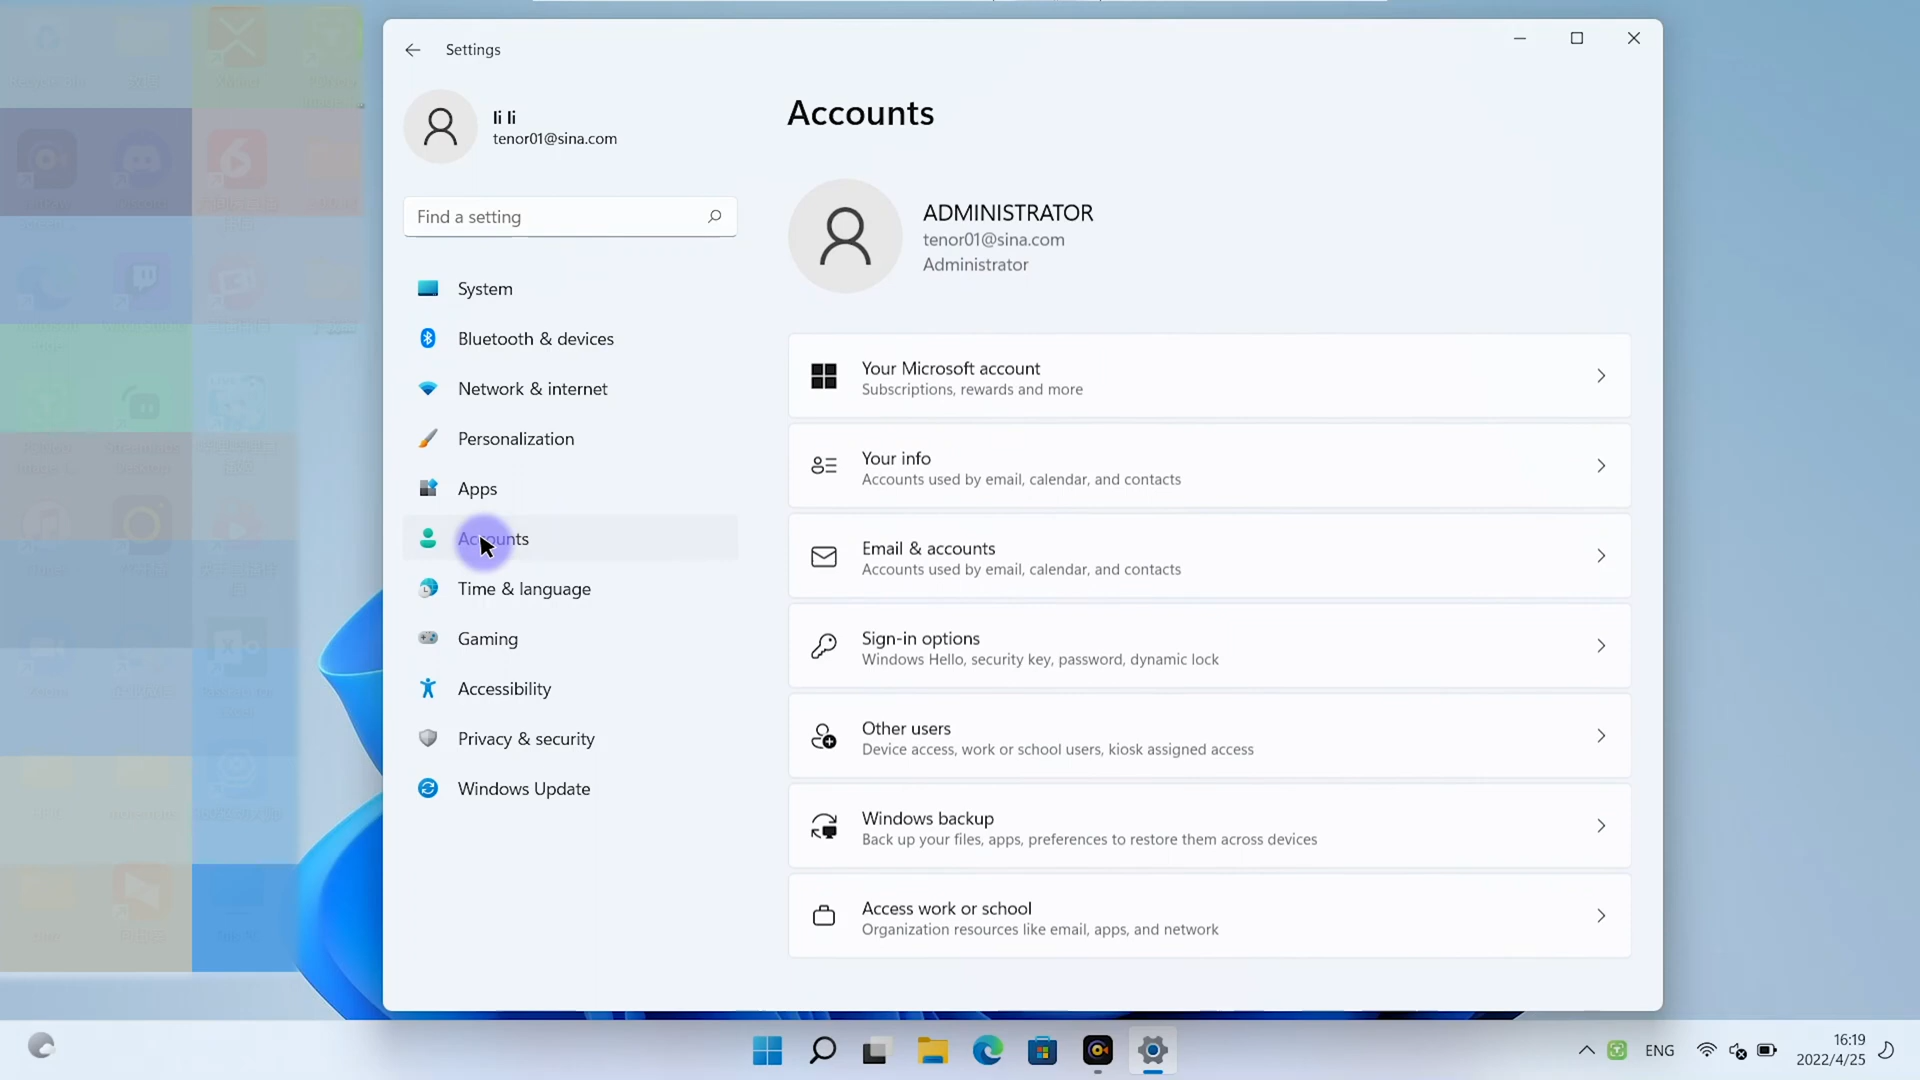 Settings
li li
tenor01@sina.com
Find a setting
System
Bluetooth & devices
Network & internet
Personalization
Apps
Accounts
Time & language
Gaming
Accessibility
Privacy & security
Windows Update
Accounts
ADMINISTRATOR
tenor01@sina.com
Administrator
Your Microsoft account
Subscriptions, rewards and more
Your info
Accounts used by email, calendar, and contacts
Email & accounts
Accounts used by email, calendar, and contacts
Sign-in options
Windows Hello, security key, password, dynamic lock
Other users
Device access, work or school users, kiosk assigned access
Windows backup
Back up your files, apps, preferences to restore them across devices
Access work or school
Organization resources like email, apps, and network
ENG
16:19
2022/4/25